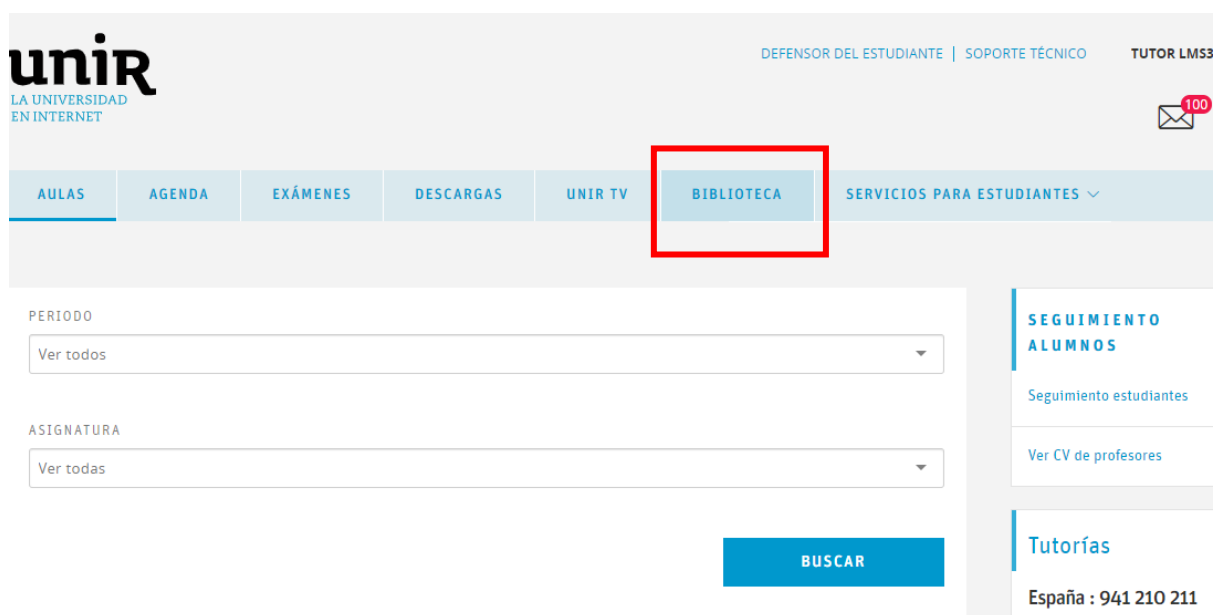 uniR
LA UNIVERSIDAD
EN INTERNET
DEFENSOR DEL ESTUDIANTE | SOPORTE TÉCNICO
TUTOR LMS3
100
AULAS
AGENDA
EXÁMENES
DESCARGAS
UNIR TV
BIBLIOTECA
SERVICIOS PARA ESTUDIANTES
PERIODO
Ver todos
ASIGNATURA
Ver todas
BUSCAR
SEGUIMIENTO
ALUMNOS
Seguimiento estudiantes
Ver CV de profesores
Tutorías
España : 941 210 211